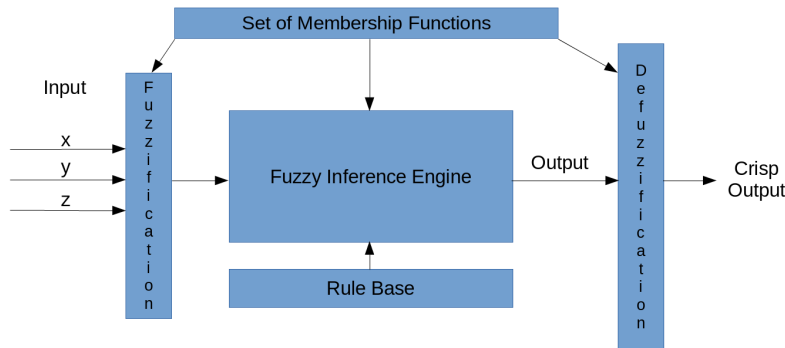 Set of Membership Functions
Input
x
y
z
Fuzzification
Fuzzy Inference Engine
Rule Base
Output
Defuzzification
Crisp
Output